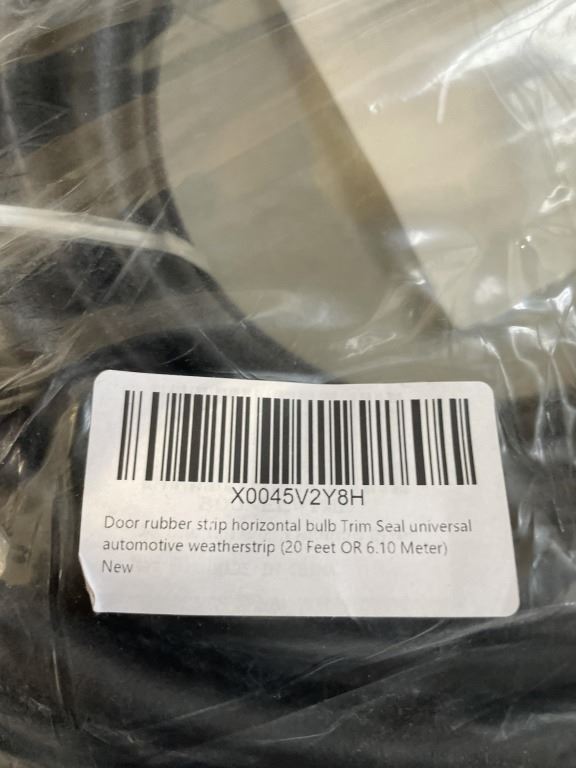 X0045V2Y8H
Door rubber strip horizontal bulb Trim Seal universal
automotive weatherstrip (20 Feet OR 6.10 Meter)
New